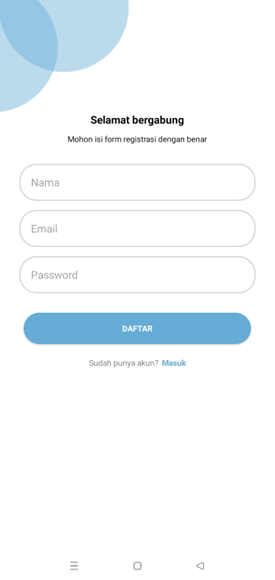 Selamat bergabung
Mohon isi form registrasi dengan benar
Nama
Email
Password
DAFTAR
Sudah punya akun? Masuk